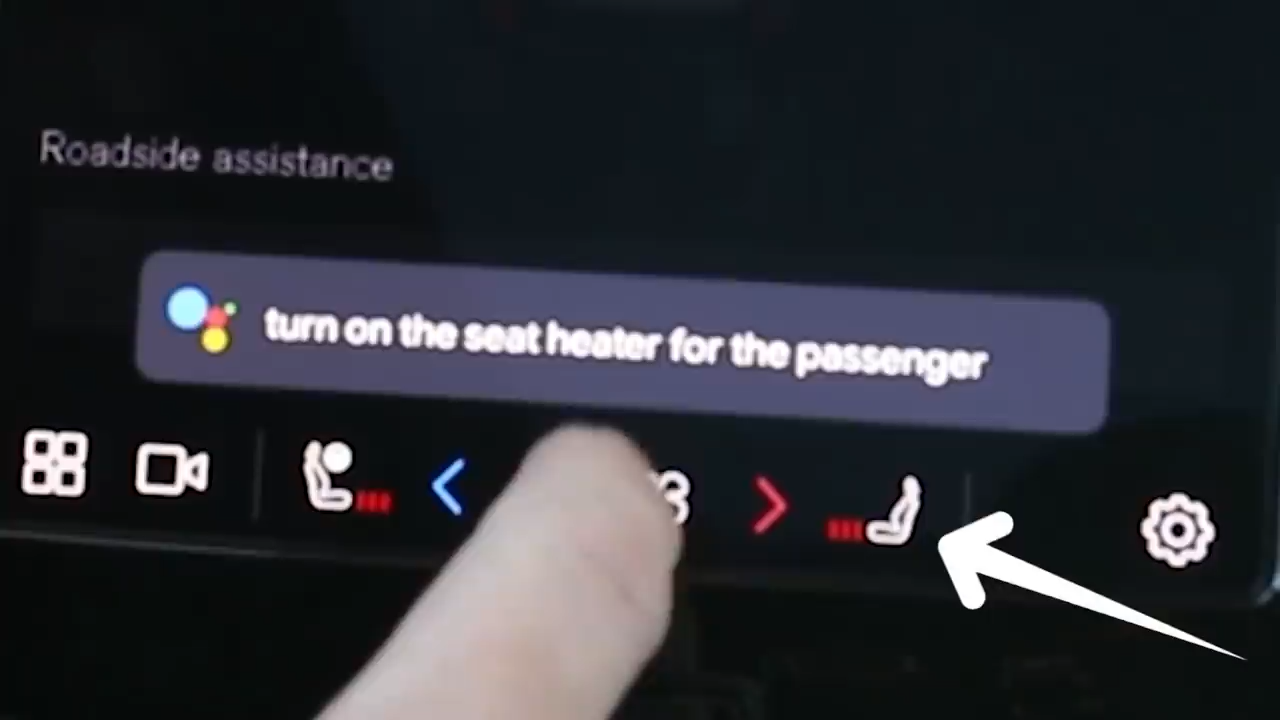 Roadside assistance
turn on the seat heater for the passenger